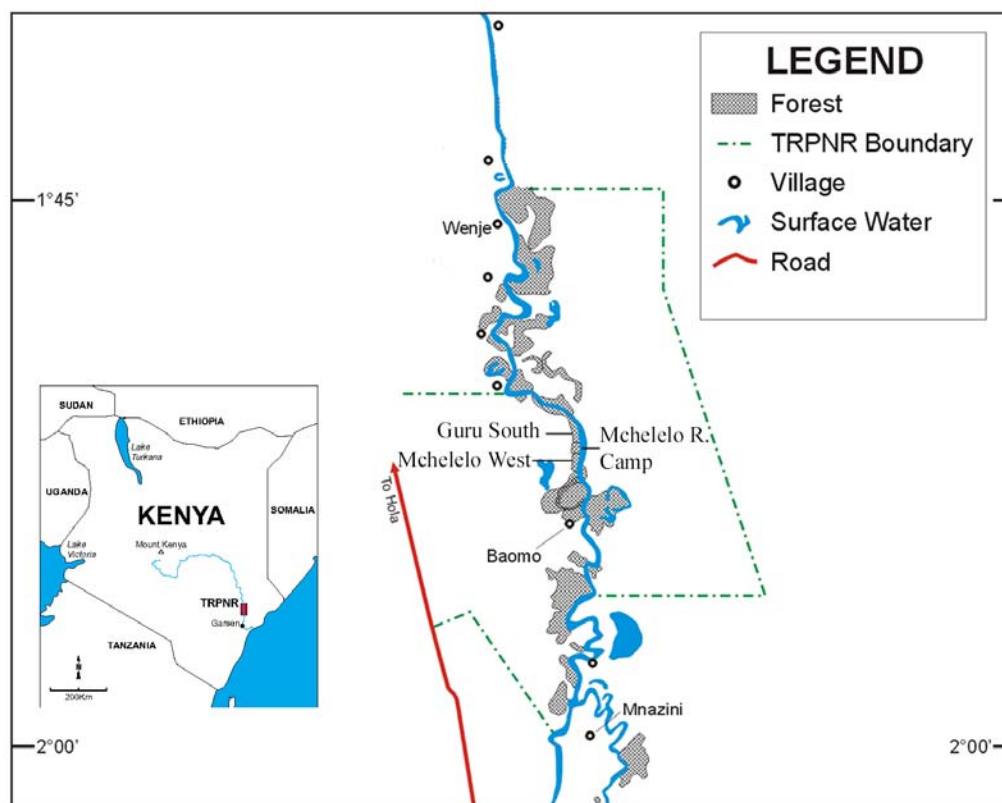 LEGEND
Forest
TRPNR Boundary
Village
Surface Water
Road
1°45'
1°45'
Wenje
Guru South
Mchelelo West
Mchelelo R.
Camp
To Hola
Baomo
Mnazini
2°00'
2°00'
SUDAN
ETHIOPIA
Lake
Turkana
UGANDA
KENYA
SOMALIA
Lake
Victoria
Mount Kenya
TRPNR
Garsen
TANZANIA
N
200Km